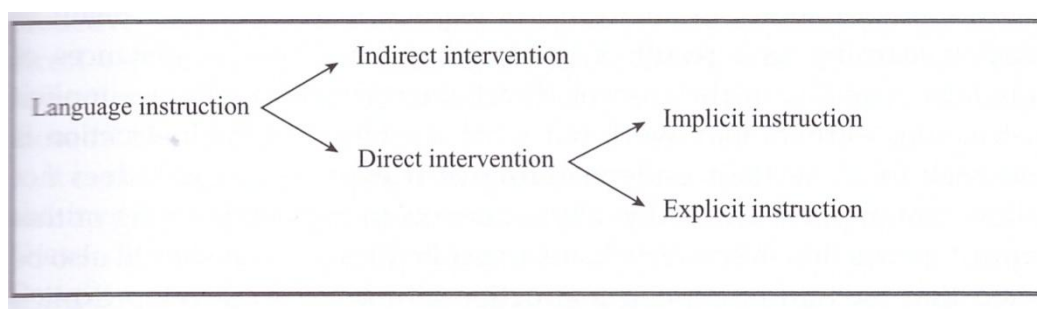 Indirect intervention
Language instruction
Implicit instruction
Direct intervention
Explicit instruction